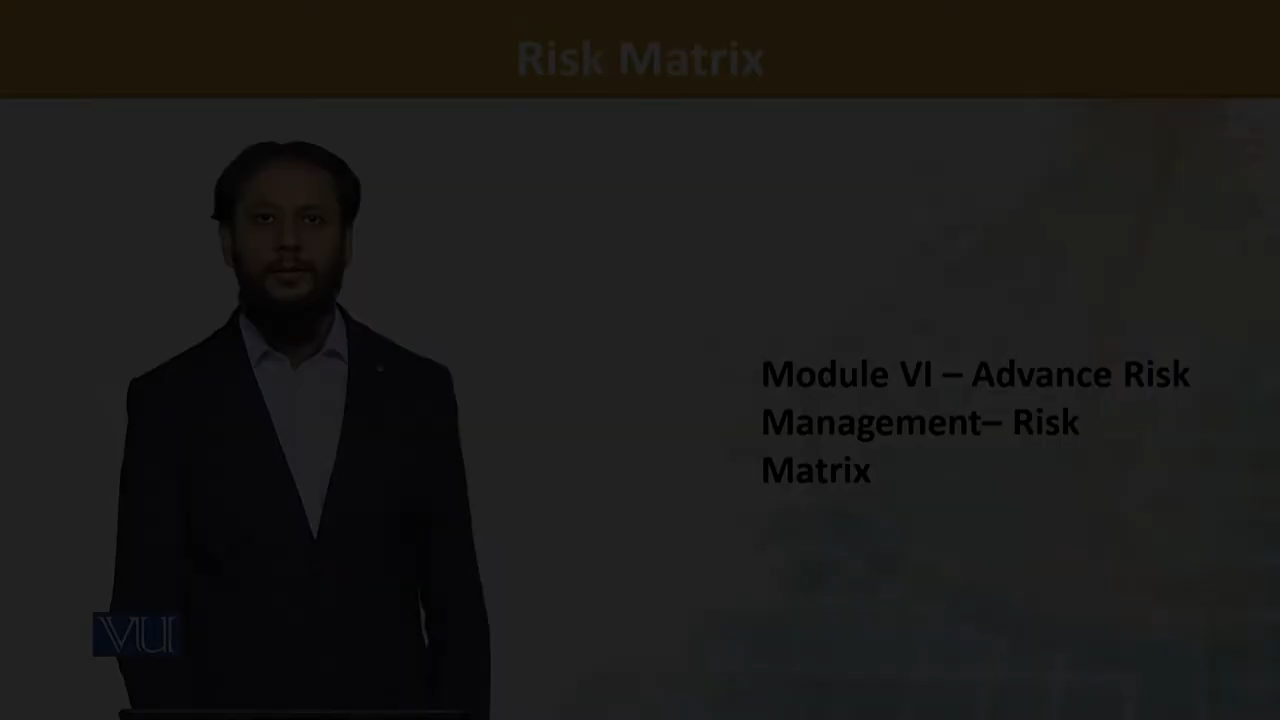 Risk Matrix
Module VI – Advance Risk
Management– Risk
Matrix
VU